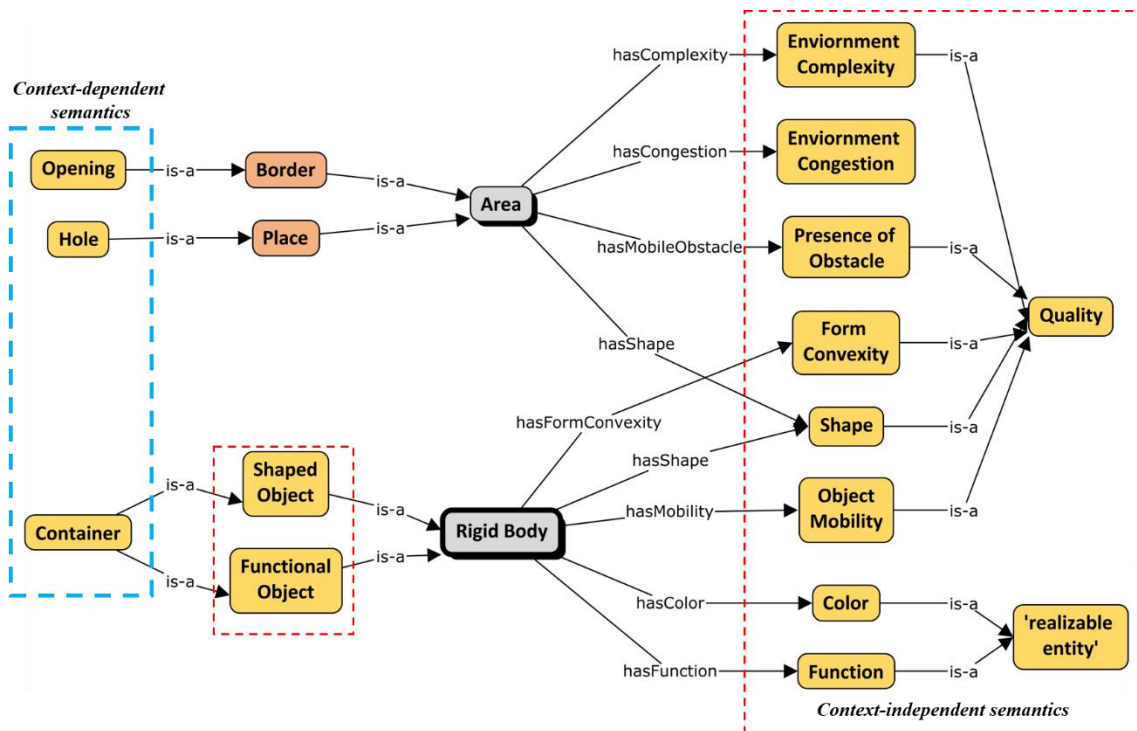 Context-dependent
semantics
Opening
is-a
Border
is-a
Hole
is-a
Place
is-a
Area
hasComplexity
Enviornment
Complexity
is-a
hasCongestion
Enviornment
Congestion
hasMobileObstacle
Presence of
Obstacle
is-a
Quality
hasShape
Form
Convexity
is-a
hasFormConvexity
Shape
is-a
hasShape
Container
is-a
Shaped
Object
is-a
is-a
Functional
Object
is-a
Rigid Body
hasMobility
Object
Mobility
is-a
hasColor
Color
is-a
'realizable
entity'
hasFunction
Function
is-a
Context-independent semantics